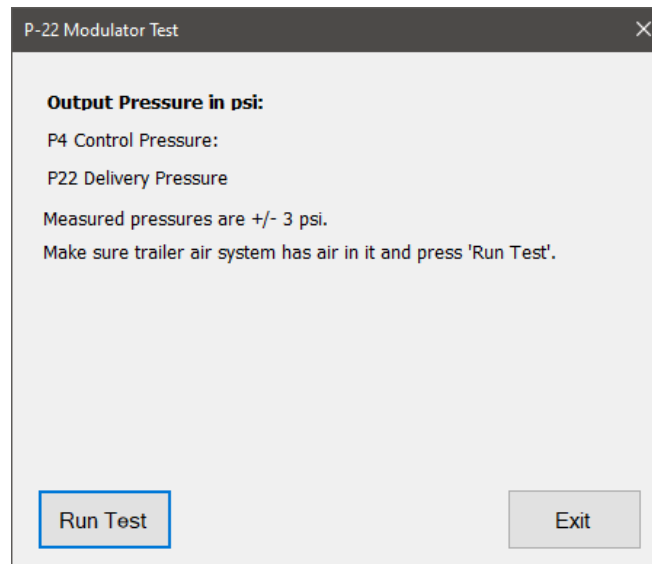 P-22 Modulator Test
Output Pressure in psi:
P4 Control Pressure:
P22 Delivery Pressure
Measured pressures are +/- 3 psi.
Make sure trailer air system has air in it and press 'Run Test'.
Run Test
Exit